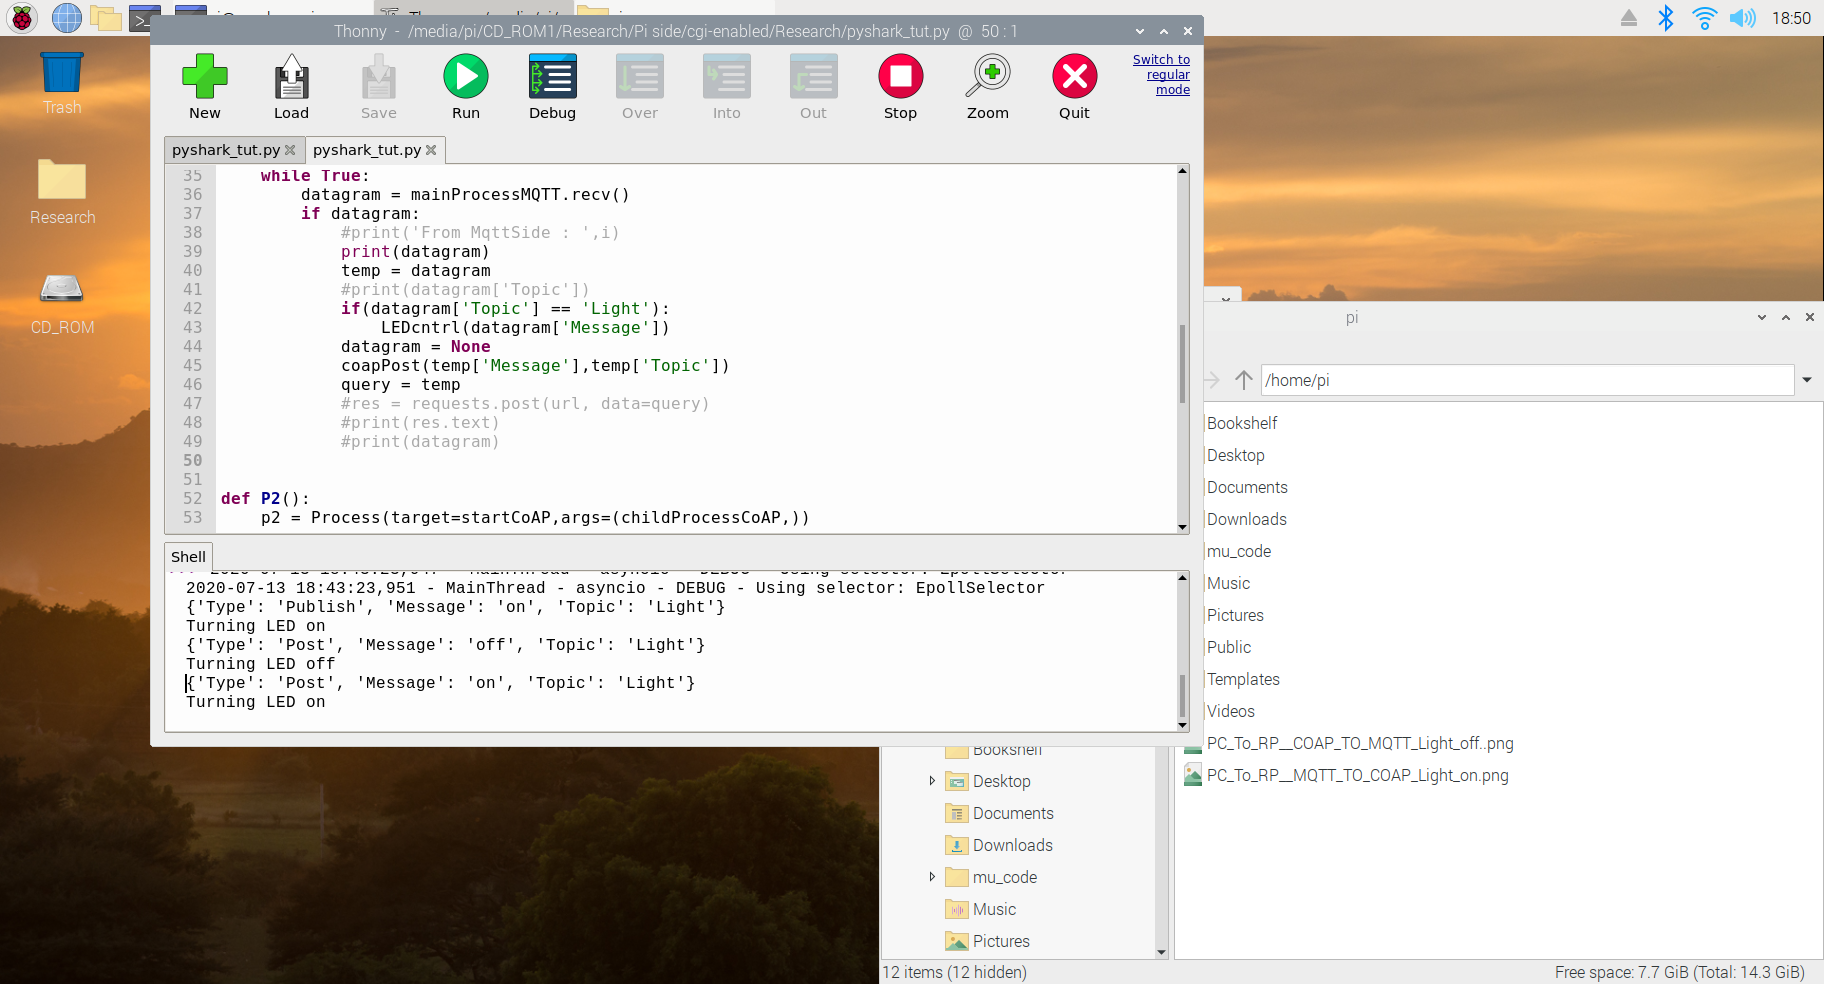 18:50
Thonny - /media/pi/CD_ROM1/Research/Pi side/cgi-enabled/Research/pyshark_tut.py @ 50 : 1
Trash
Research
CD_ROM
New
Load
Save
Run
Debug
Over
Into
Out
Stop
Zoom
Quit
Switch to
regular
mode
pyshark_tut.py
pyshark_tut.py
35 while True:
36 datagram = mainProcessMQTT.recv()
37 if datagram:
38 #print('From MqttSide : ',i)
39 print(datagram)
40 temp = datagram
41 #print(datagram['Topic'])
42 if(datagram['Topic'] == 'Light'):
43 LEDcntrl(datagram['Message'])
44 datagram = None
45 coapPost(temp['Message'],temp['Topic'])
46 query = temp
47 #res = requests.post(url, data=query)
48 #print(res.text)
49 #print(datagram)
50
51
52 def P2():
53 p2 = Process(target=startCoAP,args=(childProcessCoAP,))
Shell
2020-07-13 18:43:23,951 - MainThread - asyncio - DEBUG - Using selector: EpollSelector
{'Type': 'Publish', 'Message': 'on', 'Topic': 'Light'}
Turning LED on
{'Type': 'Post', 'Message': 'off', 'Topic': 'Light'}
Turning LED off
{'Type': 'Post', 'Message': 'on', 'Topic': 'Light'}
Turning LED on
pi
/home/pi
Bookshelf
Desktop
Documents
Downloads
mu_code
Music
Pictures
Public
Templates
Videos
PC_To_RP__COAP_TO_MQTT_Light_off..png
PC_To_RP__MQTT_TO_COAP_Light_on.png
Bookshelf
Desktop
Documents
Downloads
mu_code
Music
Pictures
12 items (12 hidden)
Free space: 7.7 GiB (Total: 14.3 GiB)